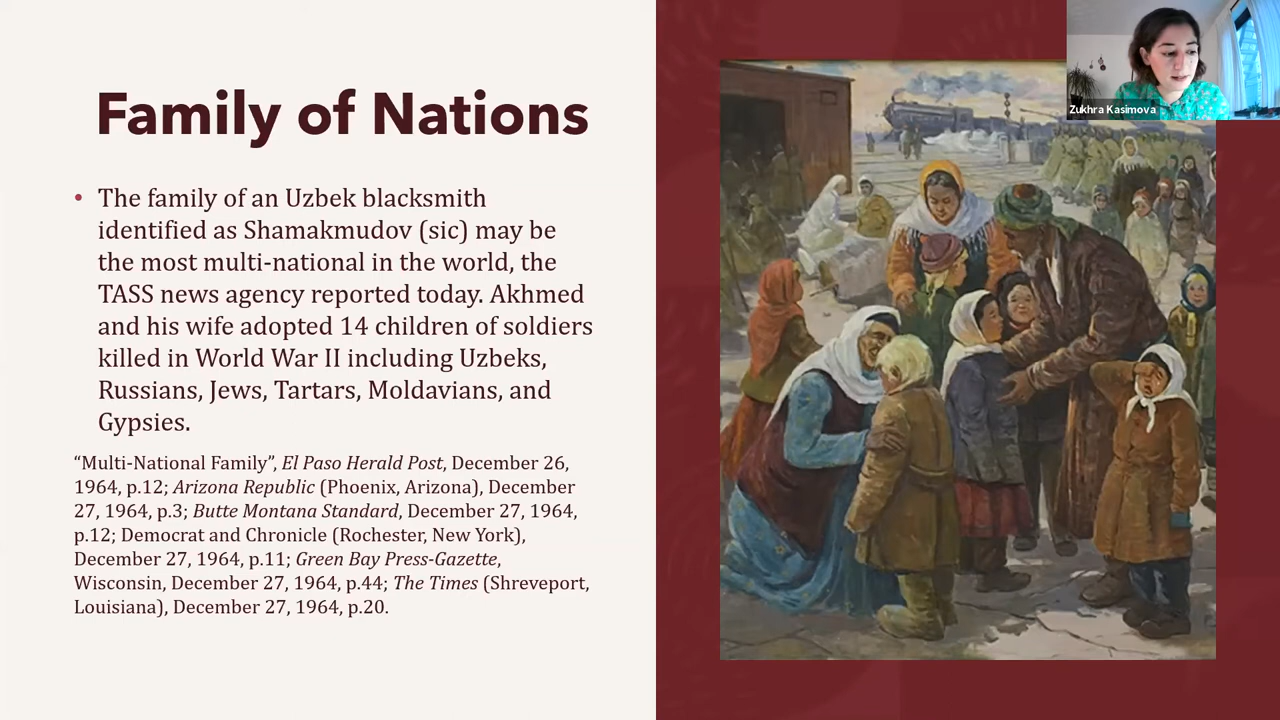 Family of Nations
• The family of an Uzbek blacksmith
identified as Shamakmudov (sic) may be
the most multi-national in the world, the
TASS news agency reported today. Akhmed
and his wife adopted 14 children of soldiers
killed in World War II including Uzbeks,
Russians, Jews, Tartars, Moldavians, and
Gypsies.
“Multi-National Family”, El Paso Herald Post, December 26,
1964, p.12; Arizona Republic (Phoenix, Arizona), December
27, 1964, p.3; Butte Montana Standard, December 27, 1964,
p.12; Democrat and Chronicle (Rochester, New York),
December 27, 1964, p.11; Green Bay Press-Gazette,
Wisconsin, December 27, 1964, p.44; The Times (Shreveport,
Louisiana), December 27, 1964, p.20.
Zukhra Kasimova